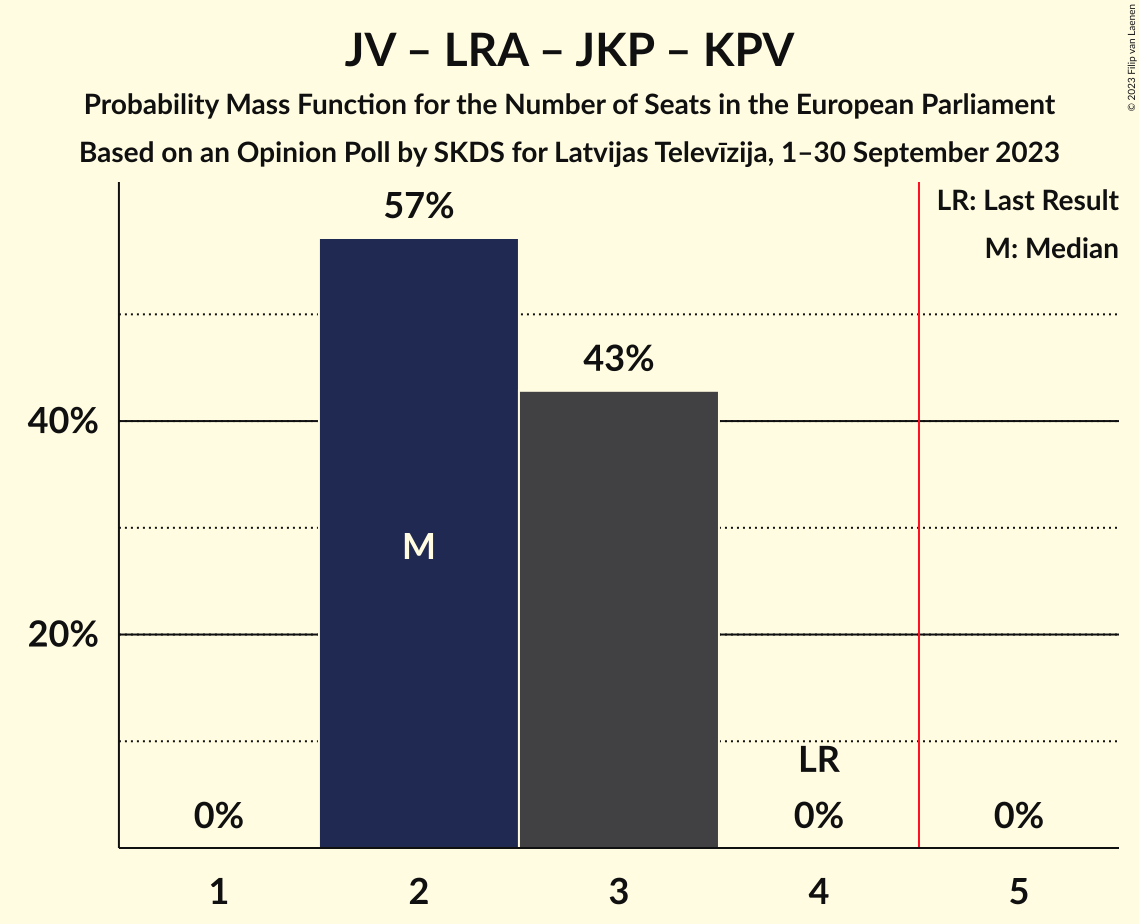 JV – LRA – JKP – KPV
Probability Mass Function for the Number of Seats in the European Parliament
Based on an Opinion Poll by SKDS for Latvijas Televīzija, 1–30 September 2023
© 2023 Filip van Laenen
LR: Last Result
M: Median
57%
43%
40%
M
20%
LR
0%
0%
0%
1
2
3
4
5